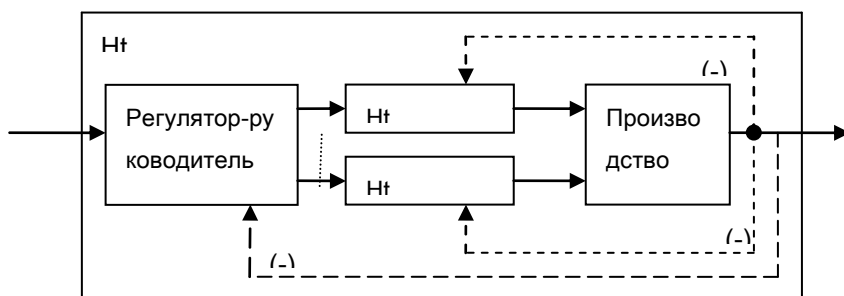 Ht
(-)
Регулятор-ру
ководитель
Ht
Произво
дство
Ht
(-)
(-)